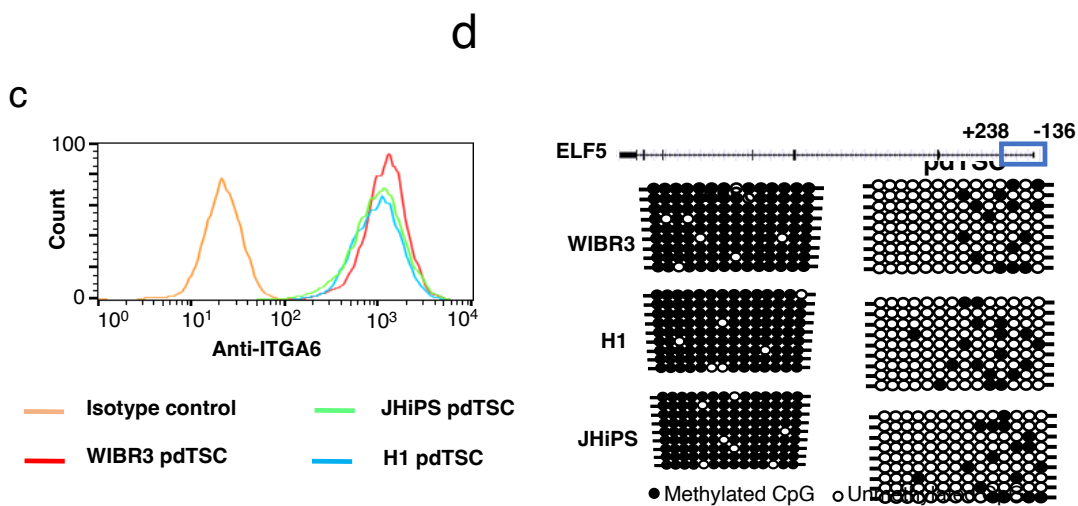 d
c
100
Count
0
10^0 10^1 10^2 10^3 10^4
Anti-ITGA6
Isotype control
JHiPS pdTSC
WIBR3 pdTSC
H1 pdTSC
+238 -136
ELF5
pdTSC
WIBR3
H1
JHiPS
Methylated CpG